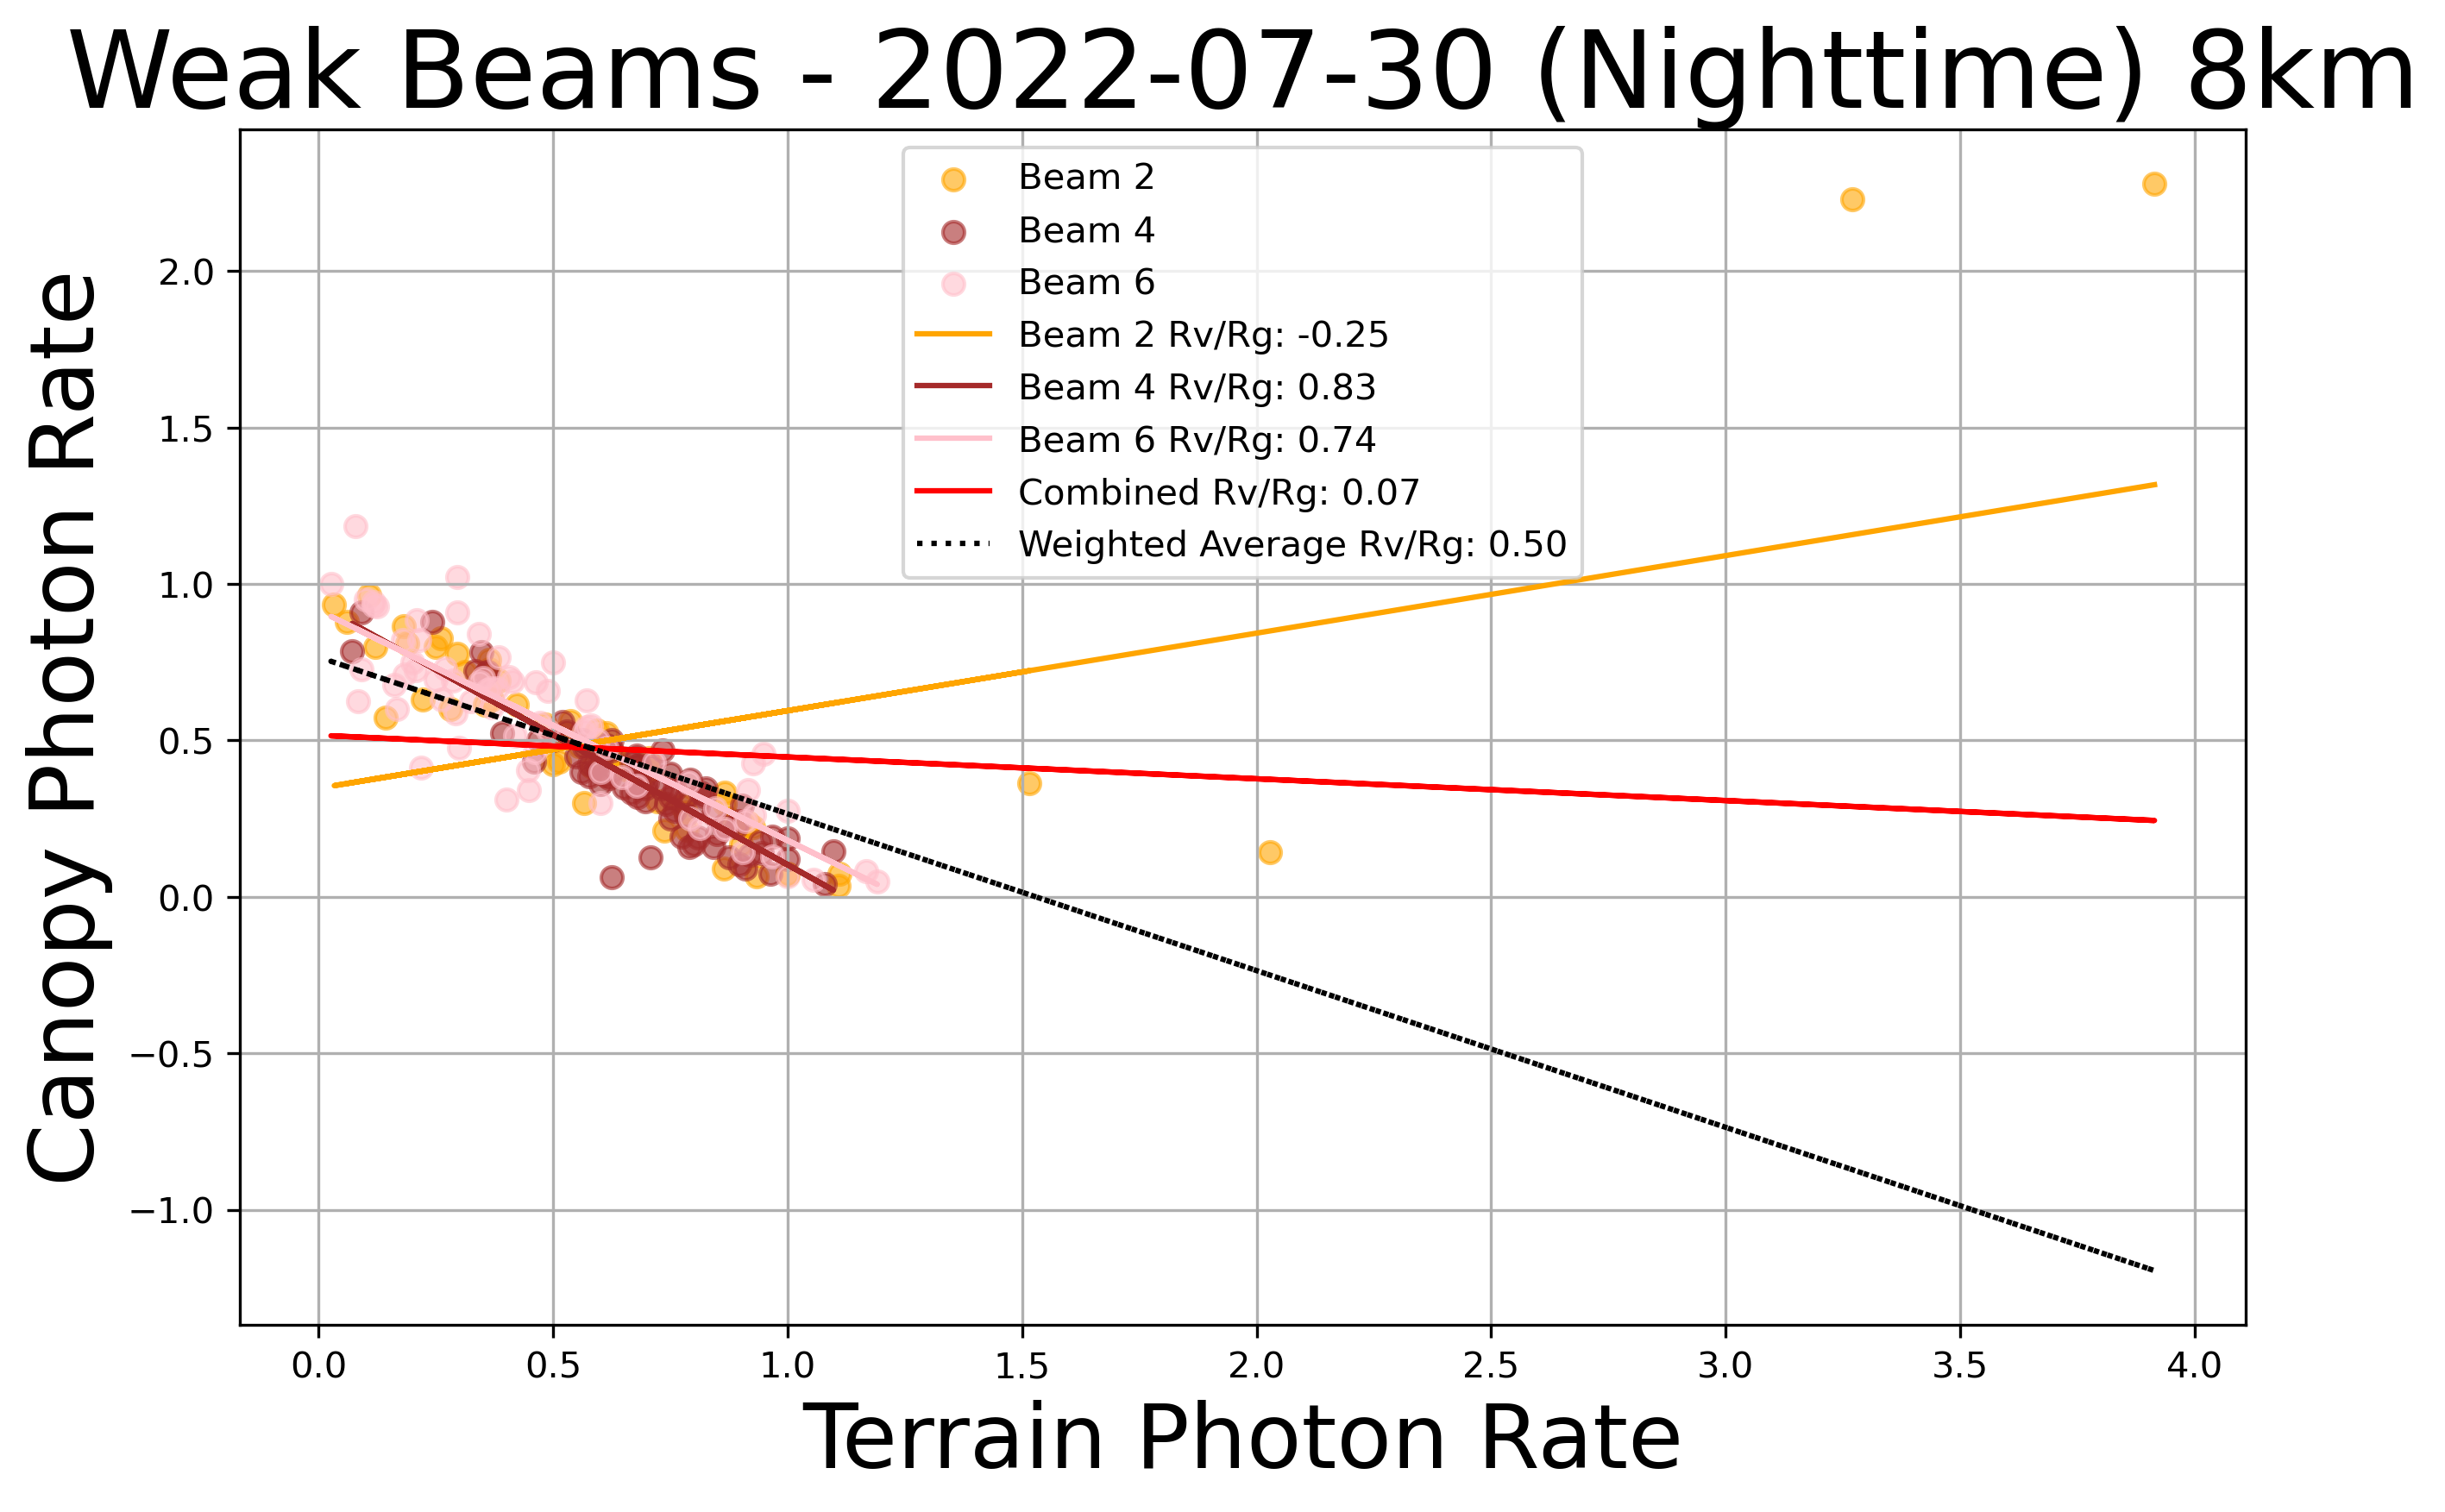 Weak Beams - 2022-07-30 (Nighttime) 8km
Beam 2
Beam 4
Beam 6
Beam 2 Rv/Rg: -0.25
Beam 4 Rv/Rg: 0.83
Beam 6 Rv/Rg: 0.74
Combined Rv/Rg: 0.07
Weighted Average Rv/Rg: 0.50
Canopy Photon Rate
2.0
1.5
1.0
0.5
0.0
−0.5
−1.0
0.0 0.5 1.0 1.5 2.0 2.5 3.0 3.5 4.0
Terrain Photon Rate